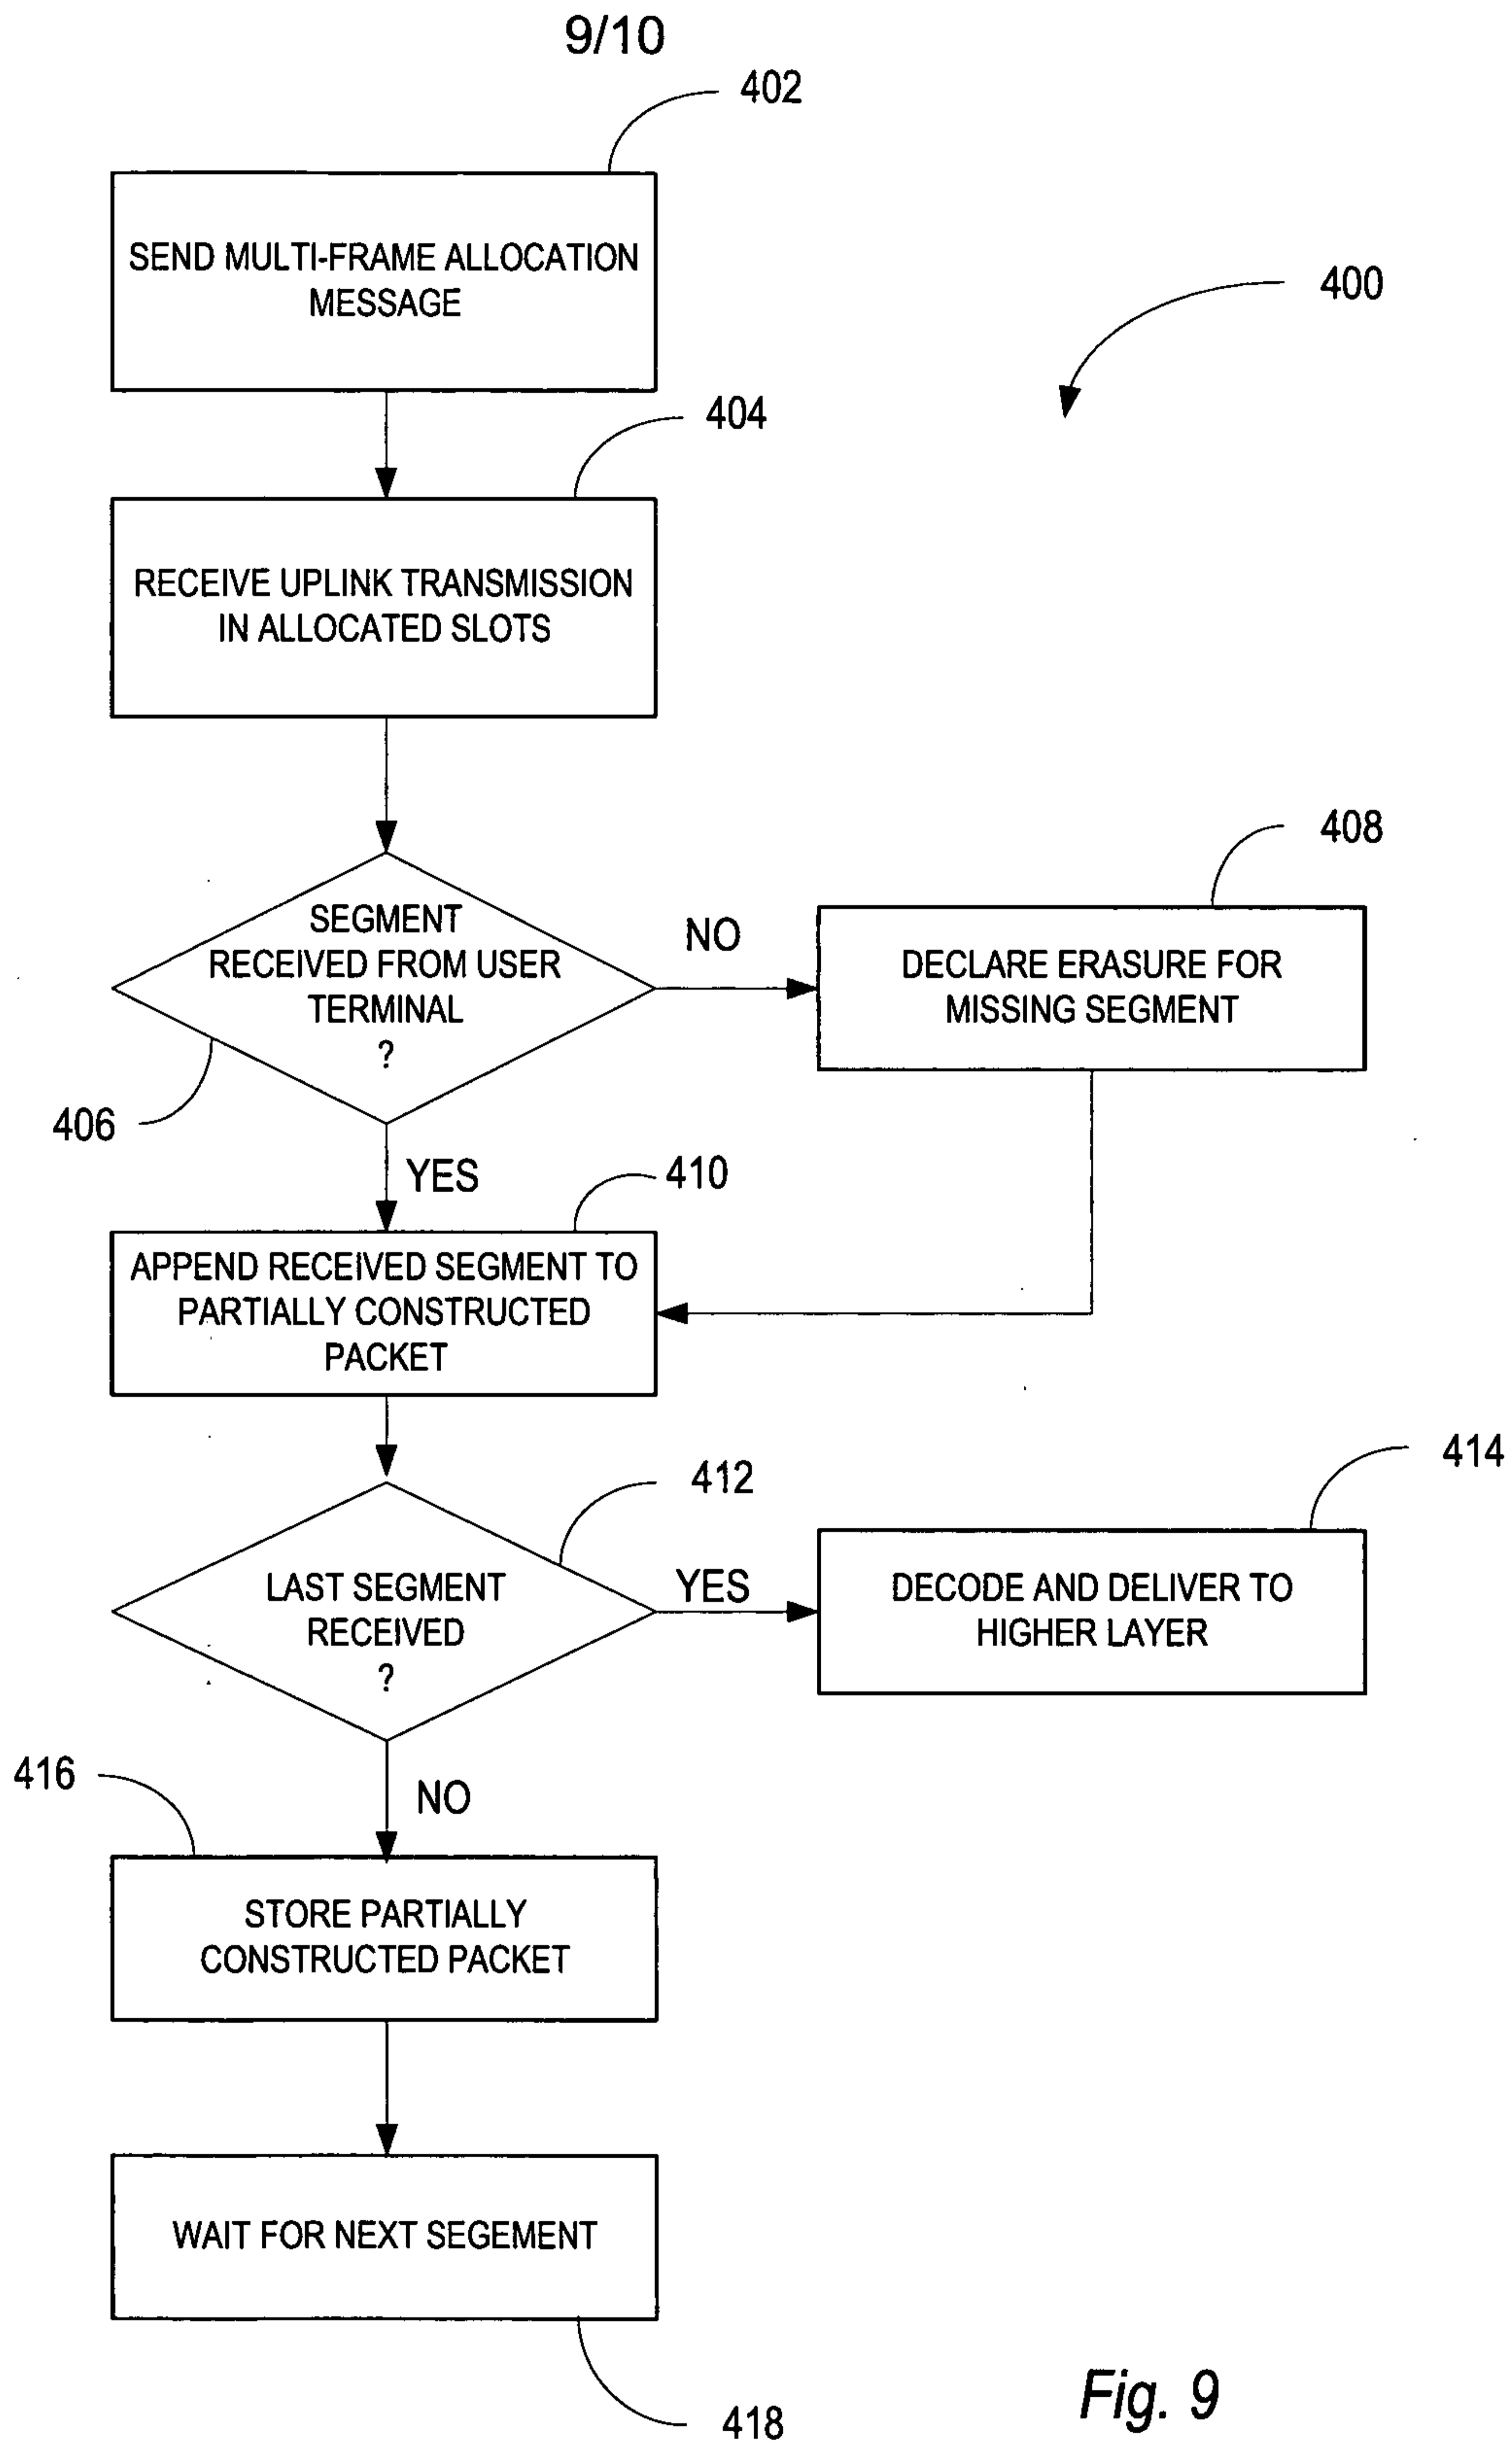 9/10
402
SEND MULTI-FRAME ALLOCATION
MESSAGE
400
404
RECEIVE UPLINK TRANSMISSION
IN ALLOCATED SLOTS
408
SEGMENT
RECEIVED FROM USER
TERMINAL
?
NO
DECLARE ERASURE FOR
MISSING SEGMENT
406
YES
410
APPEND RECEIVED SEGMENT TO
PARTIALLY CONSTRUCTED
PACKET
412
414
LAST SEGMENT
RECEIVED
?
YES
DECODE AND DELIVER TO
HIGHER LAYER
416
NO
STORE PARTIALLY
CONSTRUCTED PACKET
WAIT FOR NEXT SEGEMENT
418
Fig. 9